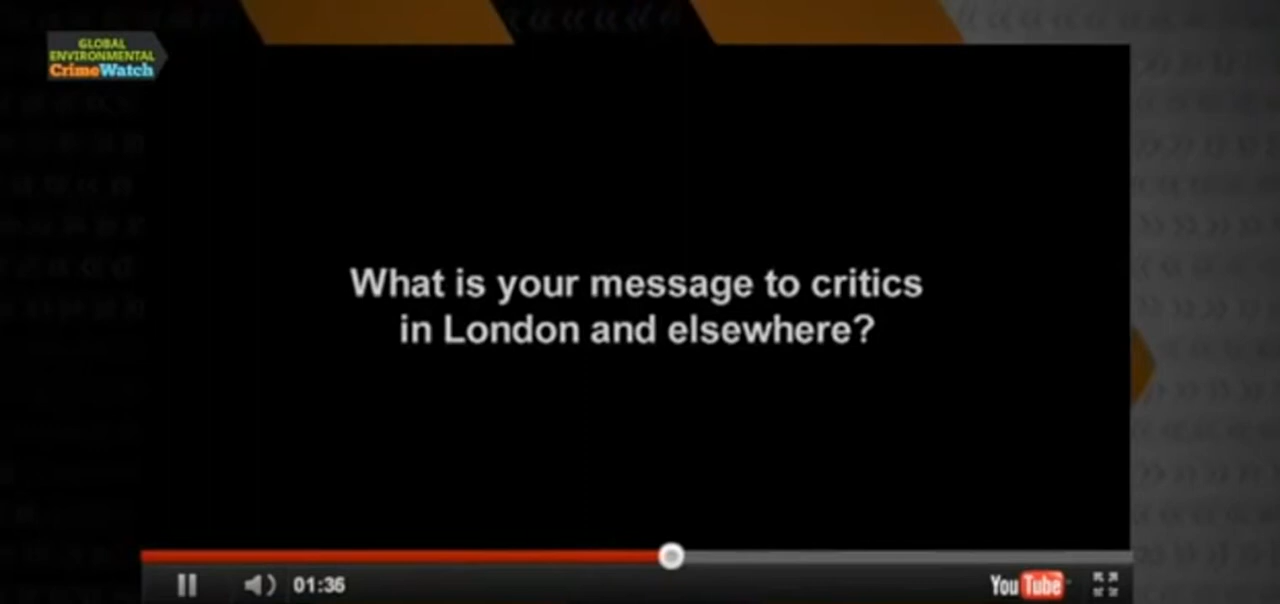 GLOBAL
ENVIRONMENTAL
CrimeWatch
What is your message to critics
in London and elsewhere?
01:36
YouTube